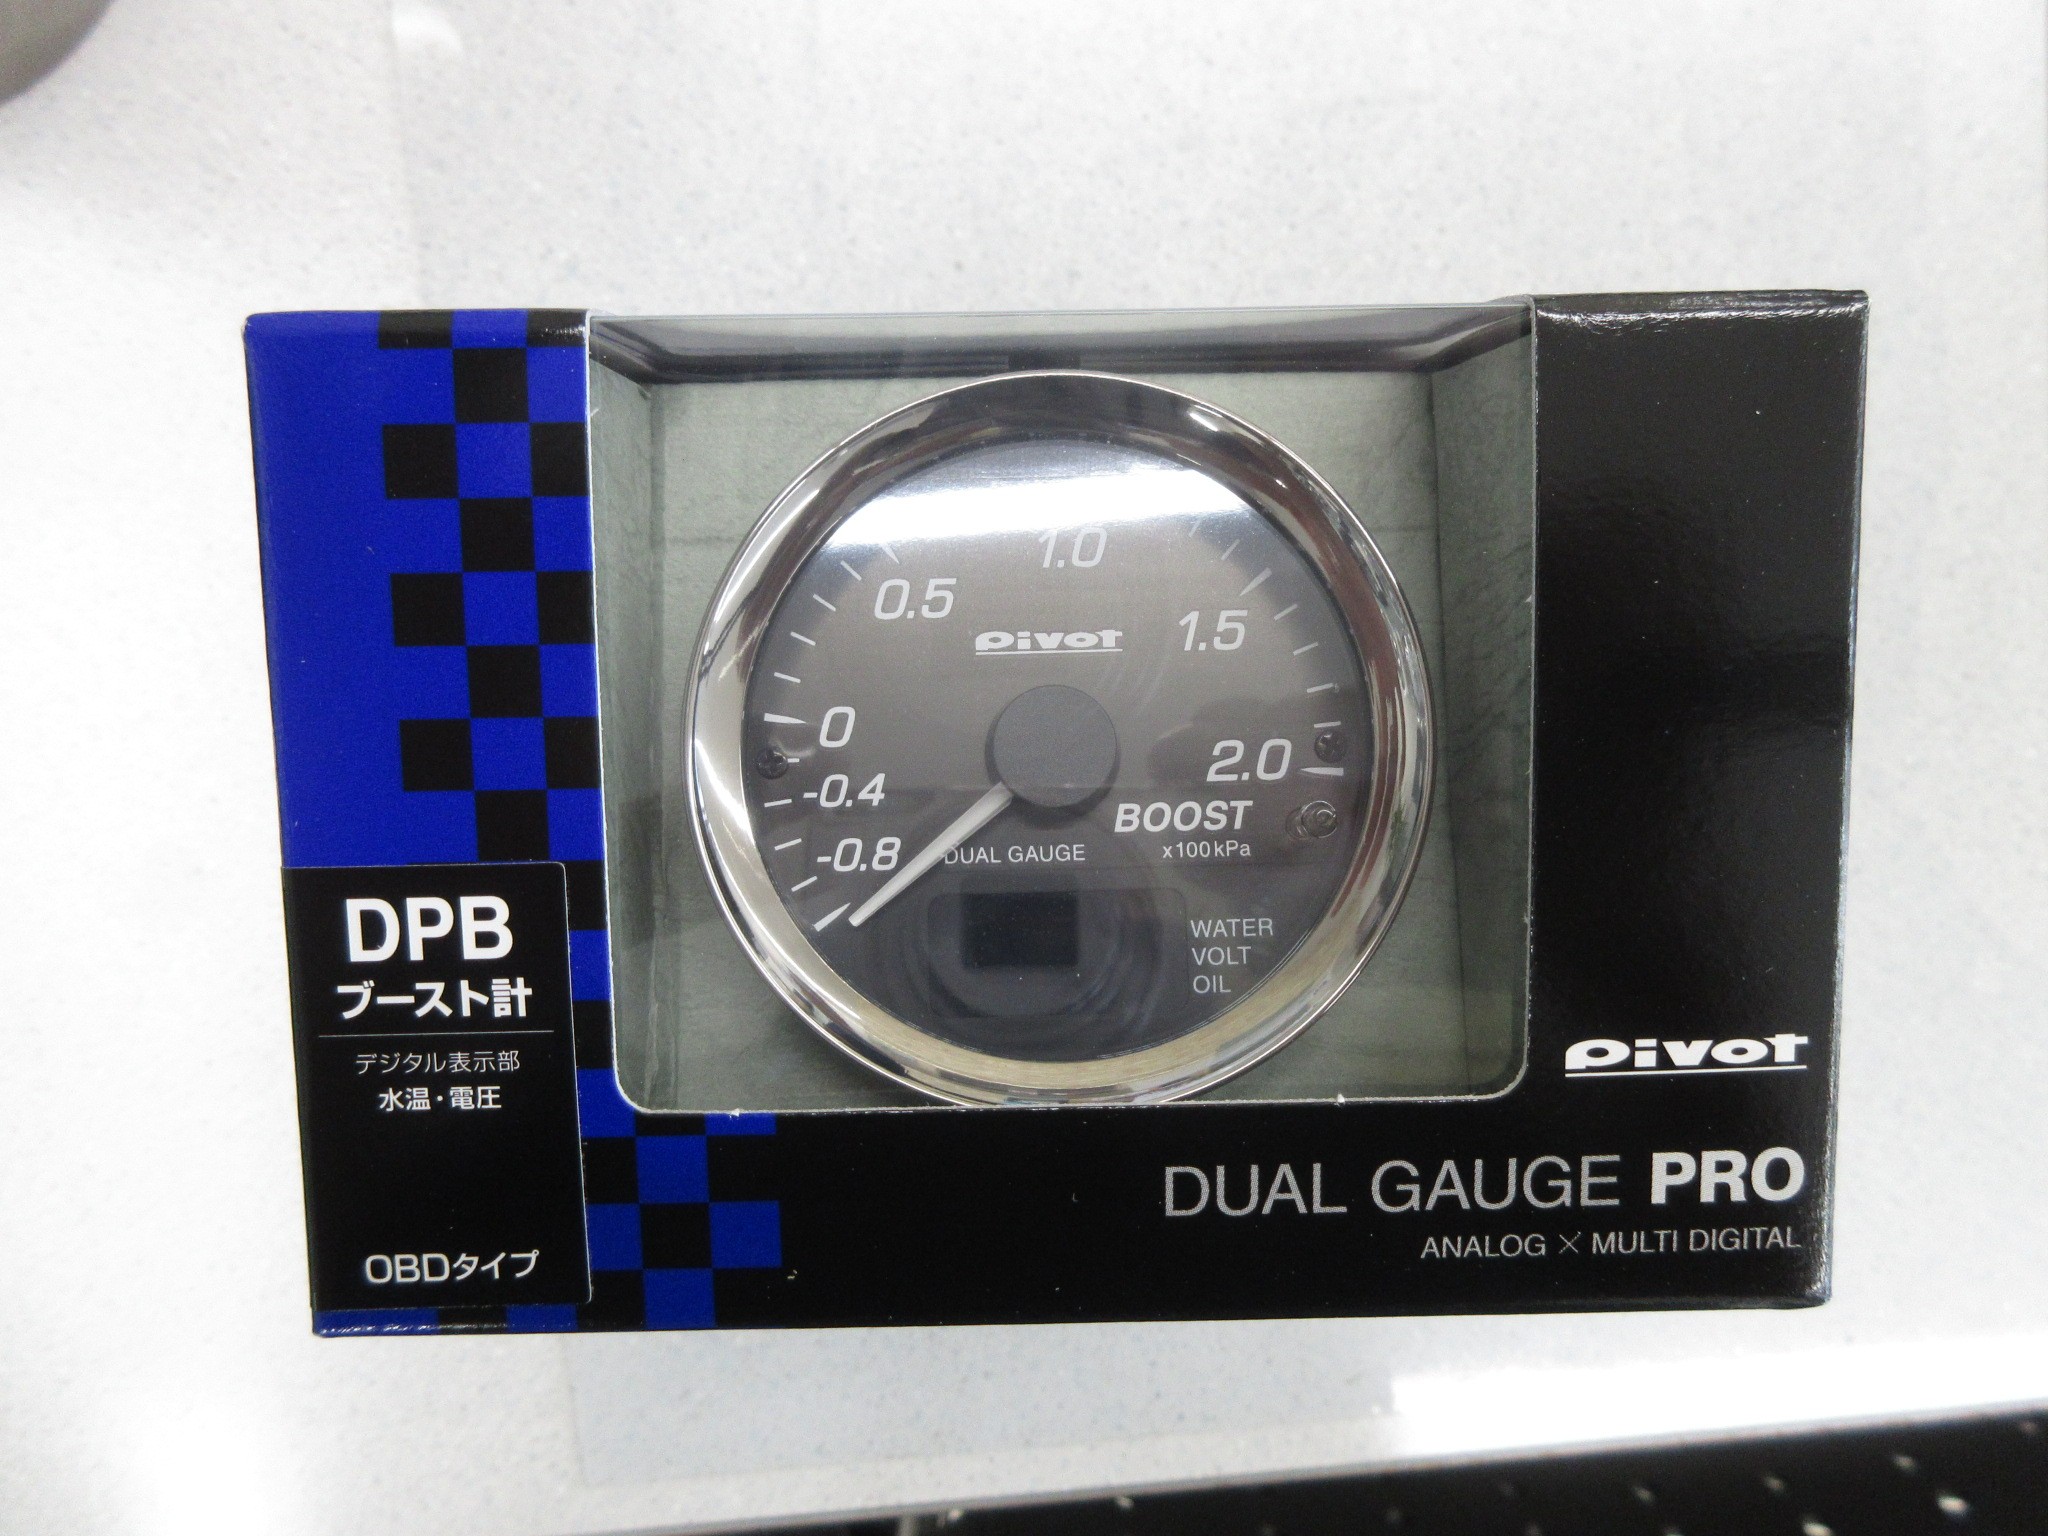 1.0
0.5
1.5
pivot
0
2.0
-0.4
-0.8
BOOST
DUAL GAUGE
x100kPa
WATER
VOLT
OIL
DPB
ブースト計
デジタル表示部
水温・電圧
OBDタイプ
pivot
DUAL GAUGE PRO
ANALOG × MULTI DIGITAL